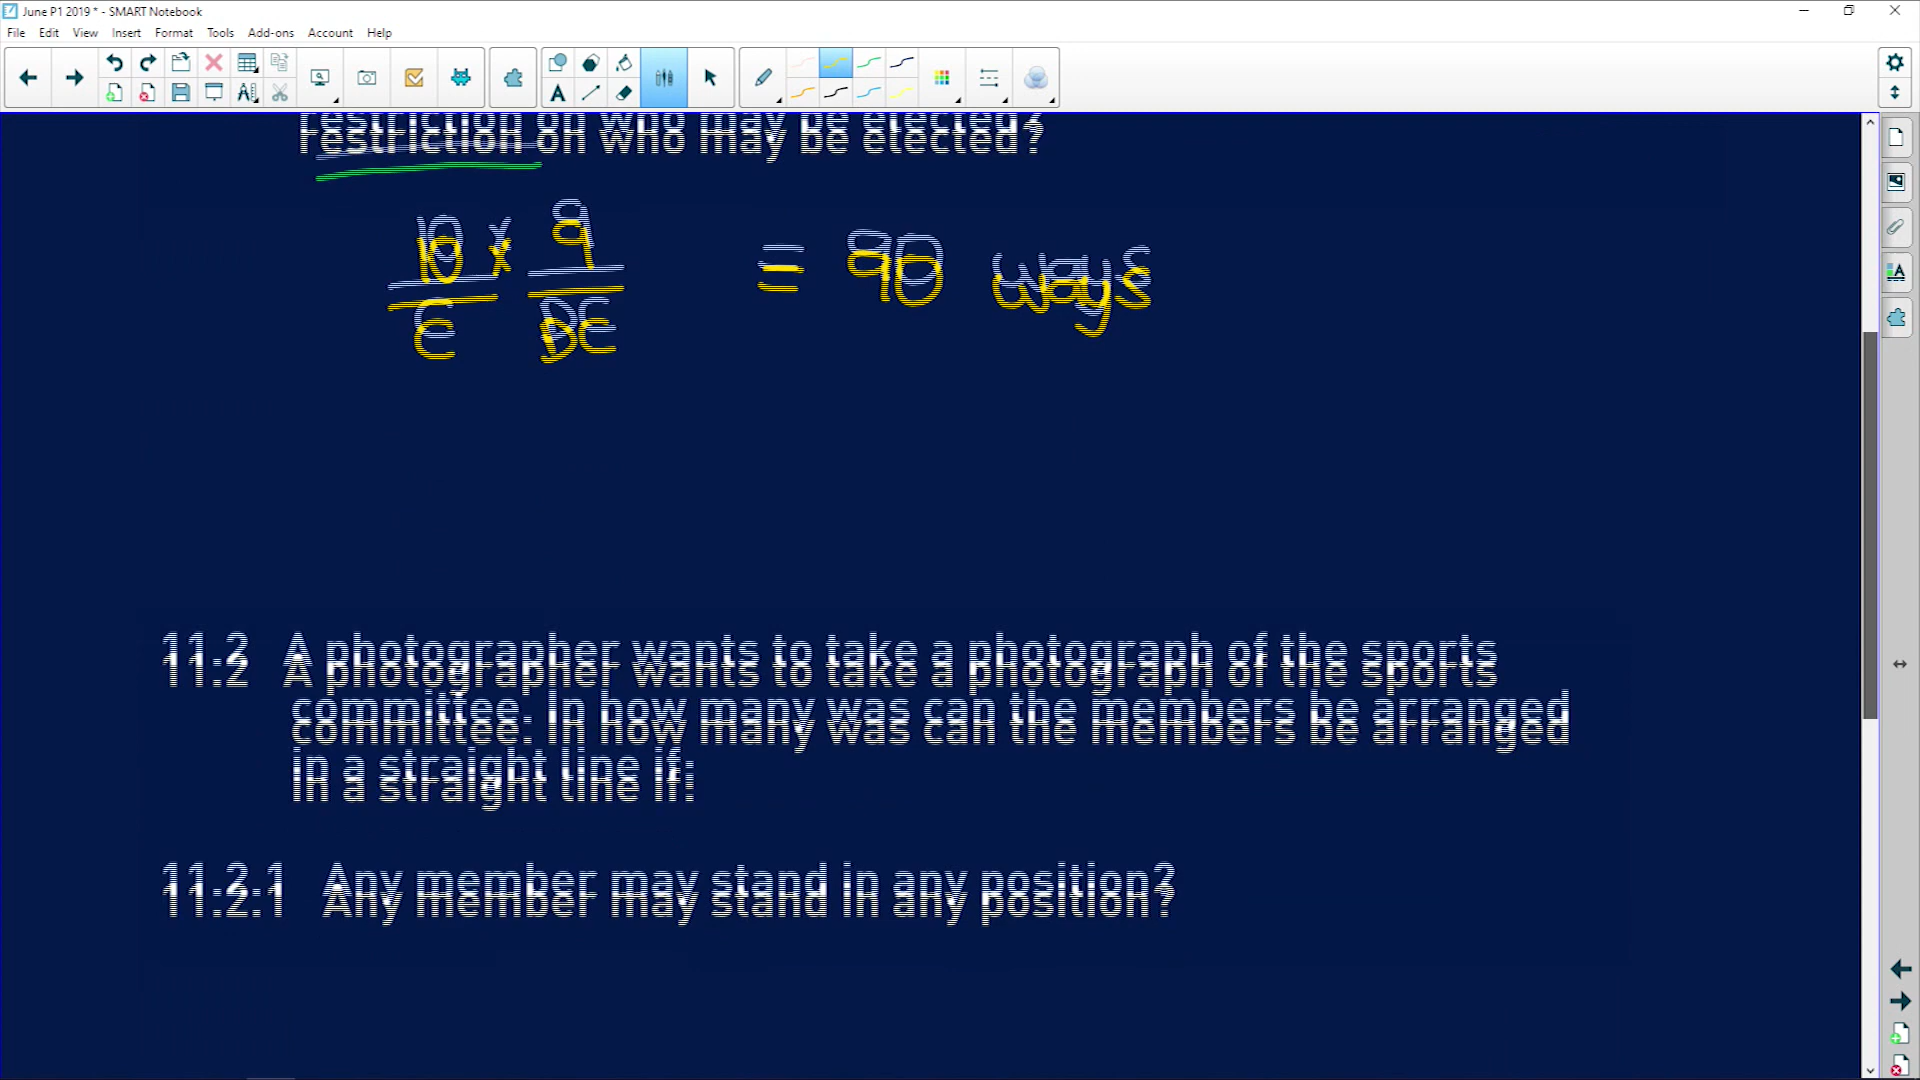 June P1 2019 * - SMART Notebook
File Edit View Insert Format Tools Add-ons Account Help
restriction on who may be elected?
10 x 9 = 90 ways
C DC
11.2 A photographer wants to take a photograph of the sports
committee. In how many was can the members be arranged
in a straight line if:
11.2.1 Any member may stand in any position?